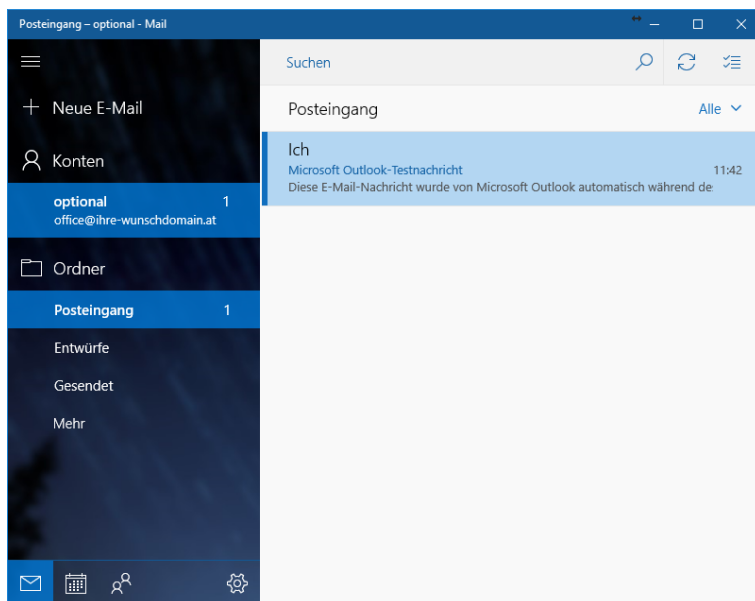 Posteingang – optional - Mail
Suchen
Neue E-Mail
Posteingang
Alle
Konten
Ich
Microsoft Outlook-Testnachricht 11:42
Diese E-Mail-Nachricht wurde von Microsoft Outlook automatisch während de
optional 1
office@ihre-wunschdomain.at
Ordner
Posteingang 1
Entwürfe
Gesendet
Mehr